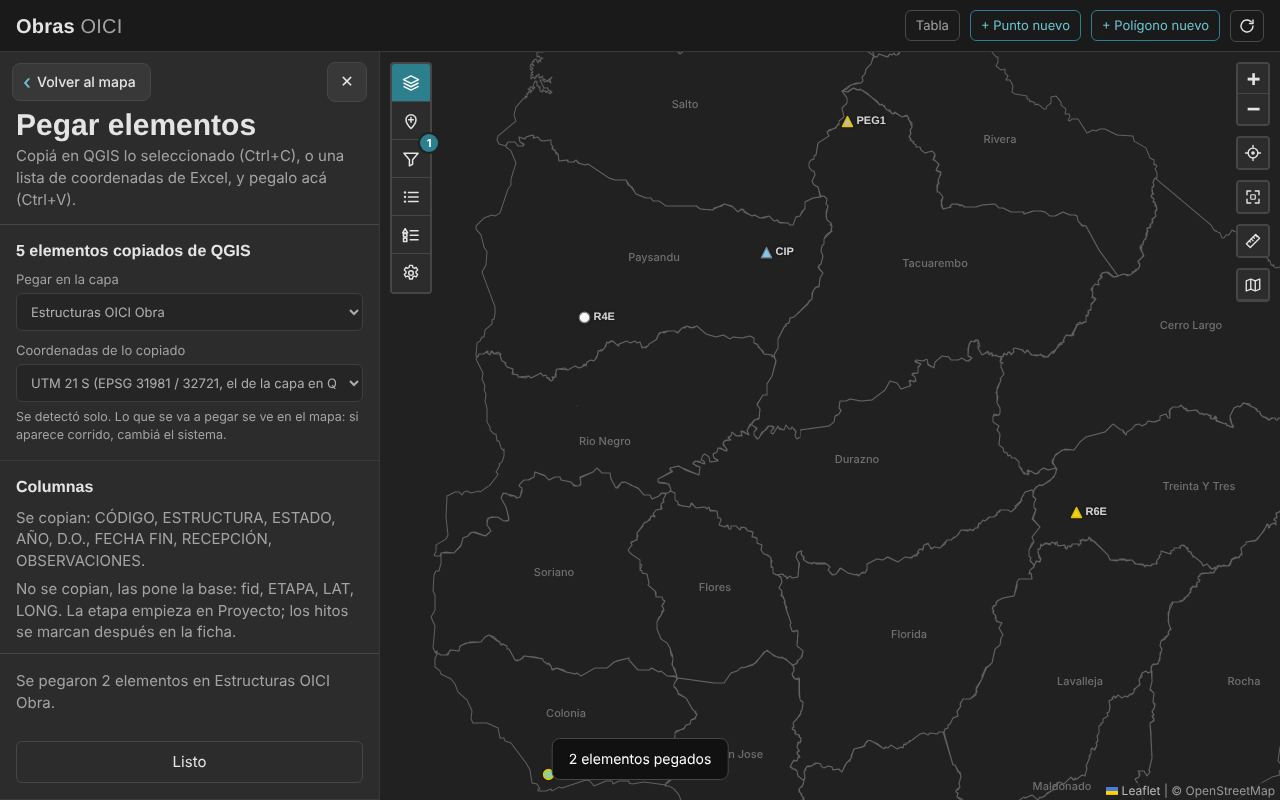 Obras OICI
Tabla
+ Punto nuevo
+ Polígono nuevo
‹ Volver al mapa
×
Pegar elementos
Copiá en QGIS lo seleccionado (Ctrl+C), o una
lista de coordenadas de Excel, y pegalo acá
(Ctrl+V).
5 elementos copiados de QGIS
Pegar en la capa
Estructuras OICI Obra
Coordenadas de lo copiado
UTM 21 S (EPSG 31981 / 32721, el de la capa en Q
Se detectó solo. Lo que se va a pegar se ve en el mapa: si
aparece corrido, cambiá el sistema.
Columnas
Se copian: CÓDIGO, ESTRUCTURA, ESTADO,
AÑO, D.O., FECHA FIN, RECEPCIÓN,
OBSERVACIONES.
No se copian, las pone la base: fid, ETAPA, LAT,
LONG. La etapa empieza en Proyecto; los hitos
se marcan después en la ficha.
Se pegaron 2 elementos en Estructuras OICI
Obra.
Listo
1
+
−
Salto
PEG1
Rivera
Paysandu
CIP
Tacuarembo
R4E
Cerro Largo
Rio Negro
Durazno
Treinta Y Tres
R6E
Soriano
Flores
Florida
Lavalleja
Rocha
Colonia
n Jose
2 elementos pegados
Maldonado
Leaflet | © OpenStreetMap